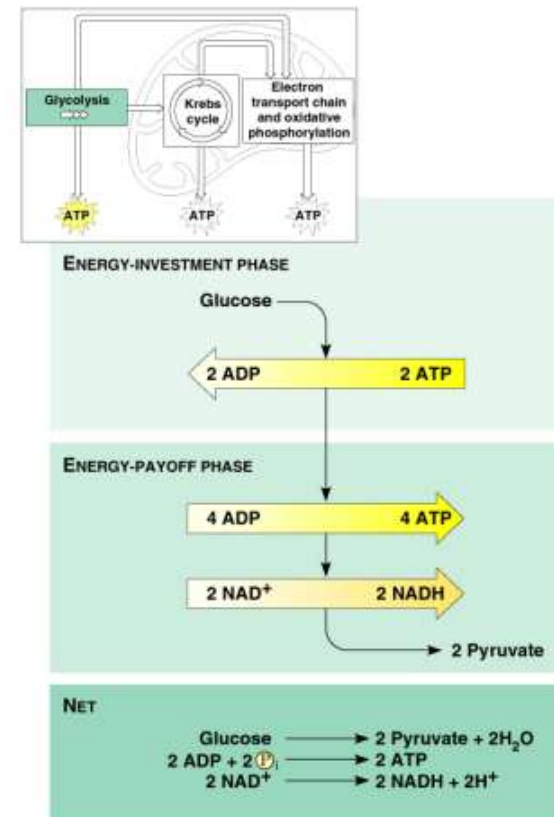 Glycolysis
Krebs
cycle
Electron
transport chain
and oxidative
phosphorylation
ATP
ATP
ATP
ENERGY-INVESTMENT PHASE
Glucose
2 ADP 2 ATP
ENERGY-PAYOFF PHASE
4 ADP 4 ATP
2 NAD⁺ 2 NADH
2 Pyruvate
NET
Glucose 2 Pyruvate + 2H₂O
2 ADP + 2 Pᵢ 2 ATP
2 NAD⁺ 2 NADH + 2H⁺